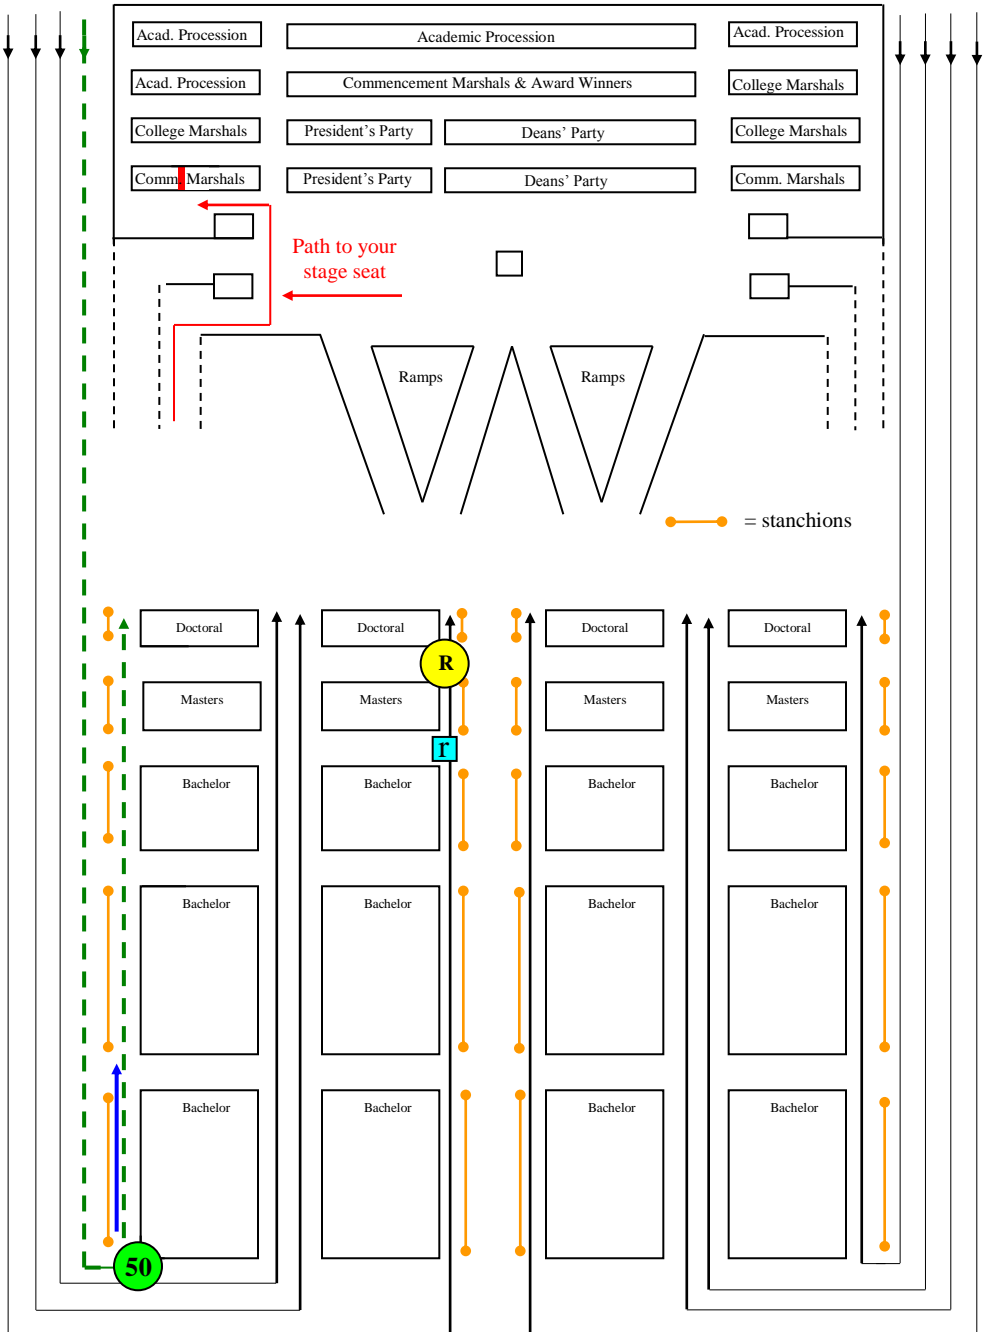 Acad. Procession
Academic Procession
Acad. Procession
Acad. Procession
Commencement Marshals & Award Winners
College Marshals
College Marshals
President's Party
Deans' Party
College Marshals
Comm. Marshals
President's Party
Deans' Party
Comm. Marshals
Path to your
stage seat
Ramps
Ramps
= stanchions
Doctoral
Doctoral
Doctoral
Doctoral
R
Masters
Masters
Masters
Masters
r
Bachelor
Bachelor
Bachelor
Bachelor
Bachelor
Bachelor
Bachelor
Bachelor
Bachelor
Bachelor
Bachelor
Bachelor
50